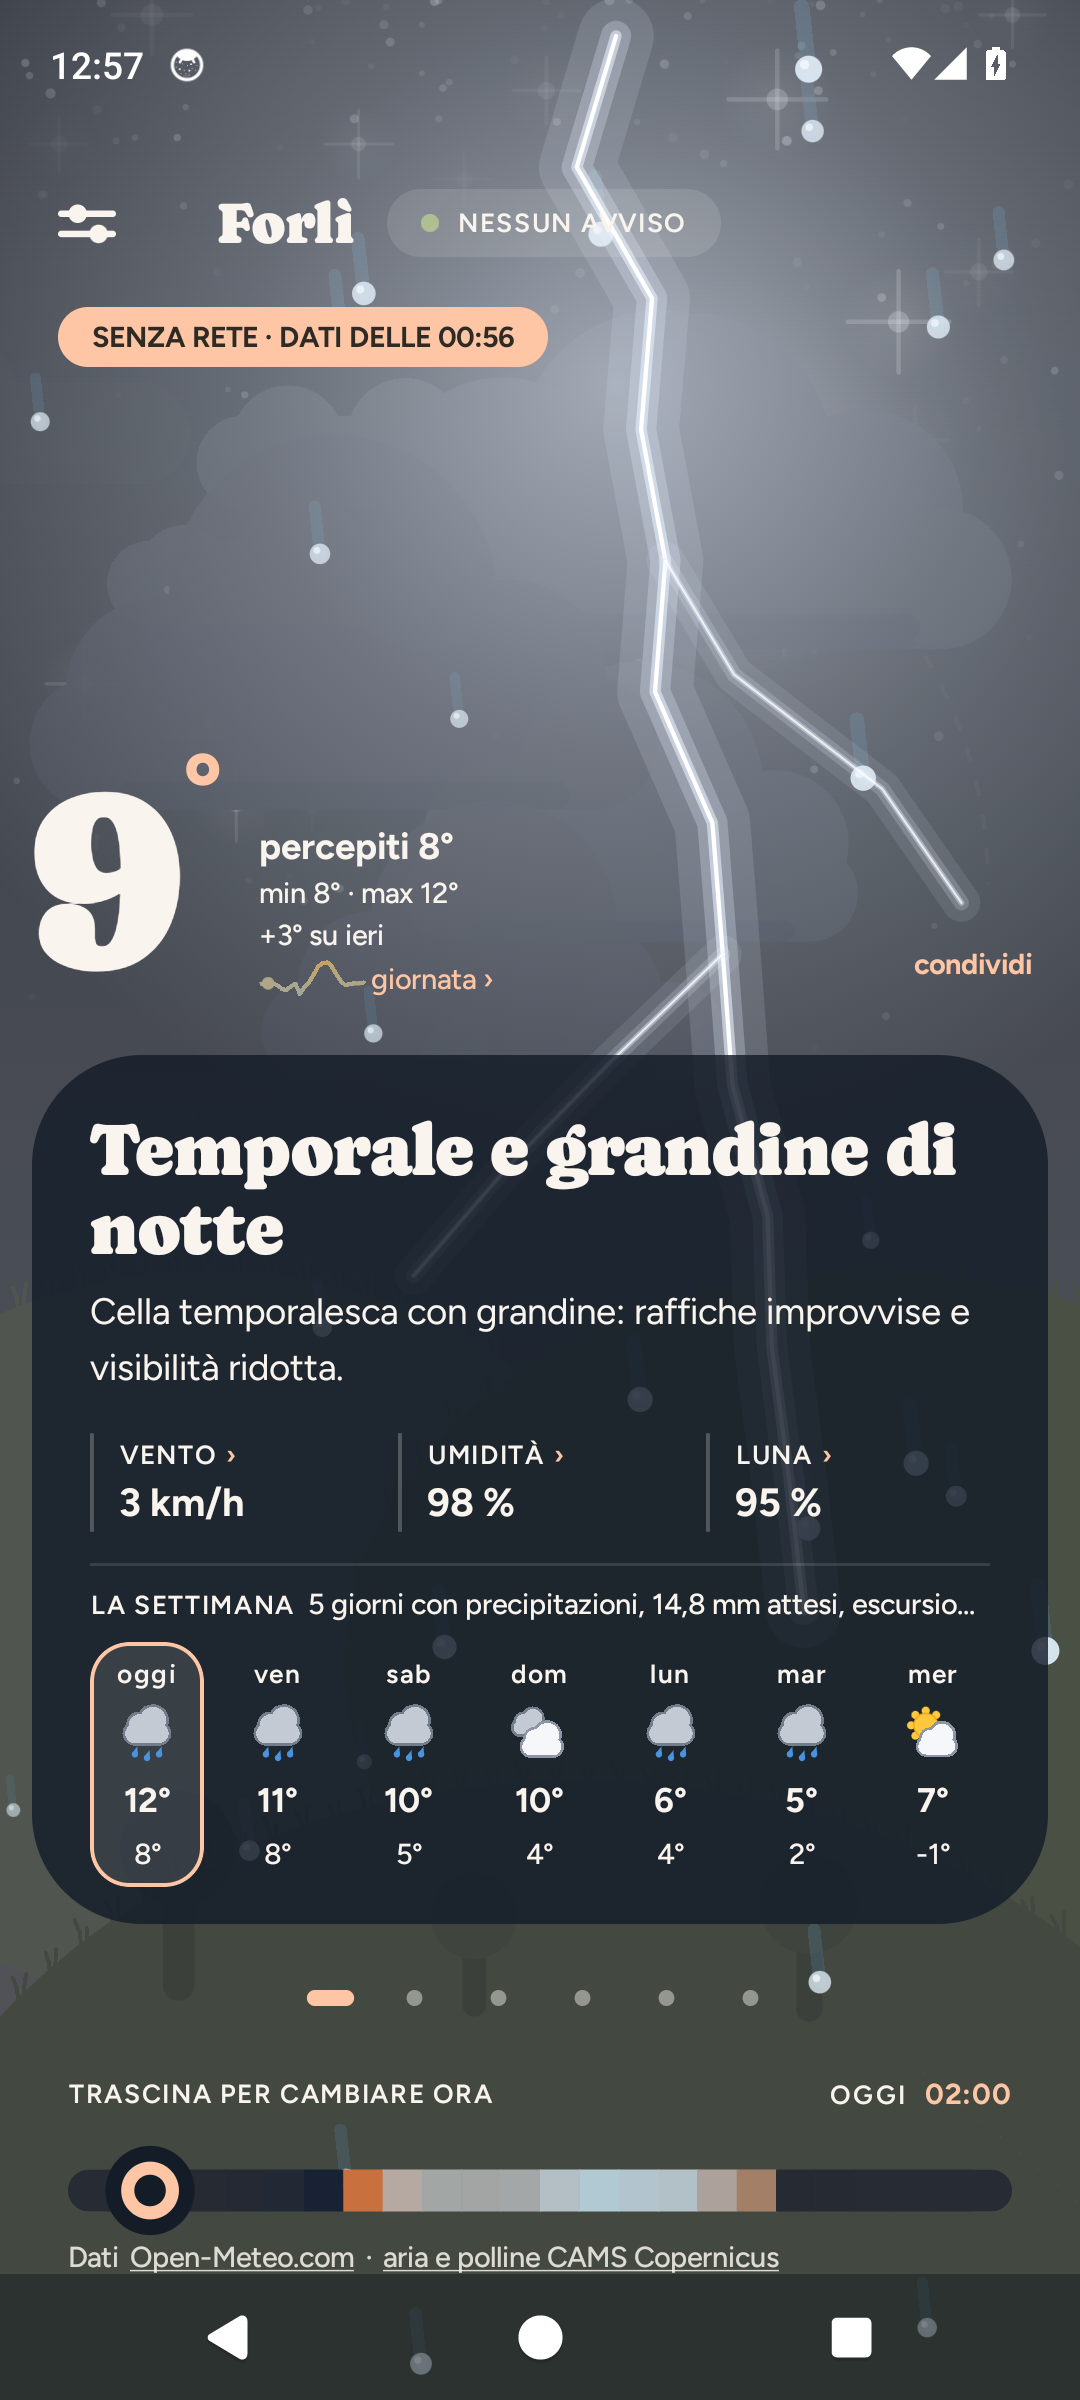 12:57
Forlì
NESSUN AVVISO
SENZA RETE · DATI DELLE 00:56
9°
percepiti 8°
min 8° · max 12°
+3° su ieri
giornata ›
condividi
Temporale e grandine di
notte
Cella temporalesca con grandine: raffiche improvvise e
visibilità ridotta.
VENTO › UMIDITÀ › LUNA ›
3 km/h 98 % 95 %
LA SETTIMANA 5 giorni con precipitazioni, 14,8 mm attesi, escursio...
oggi ven sab dom lun mar mer
12° 11° 10° 10° 6° 5° 7°
8° 8° 5° 4° 4° 2° -1°
TRASCINA PER CAMBIARE ORA OGGI 02:00
Dati Open-Meteo.com · aria e polline CAMS Copernicus